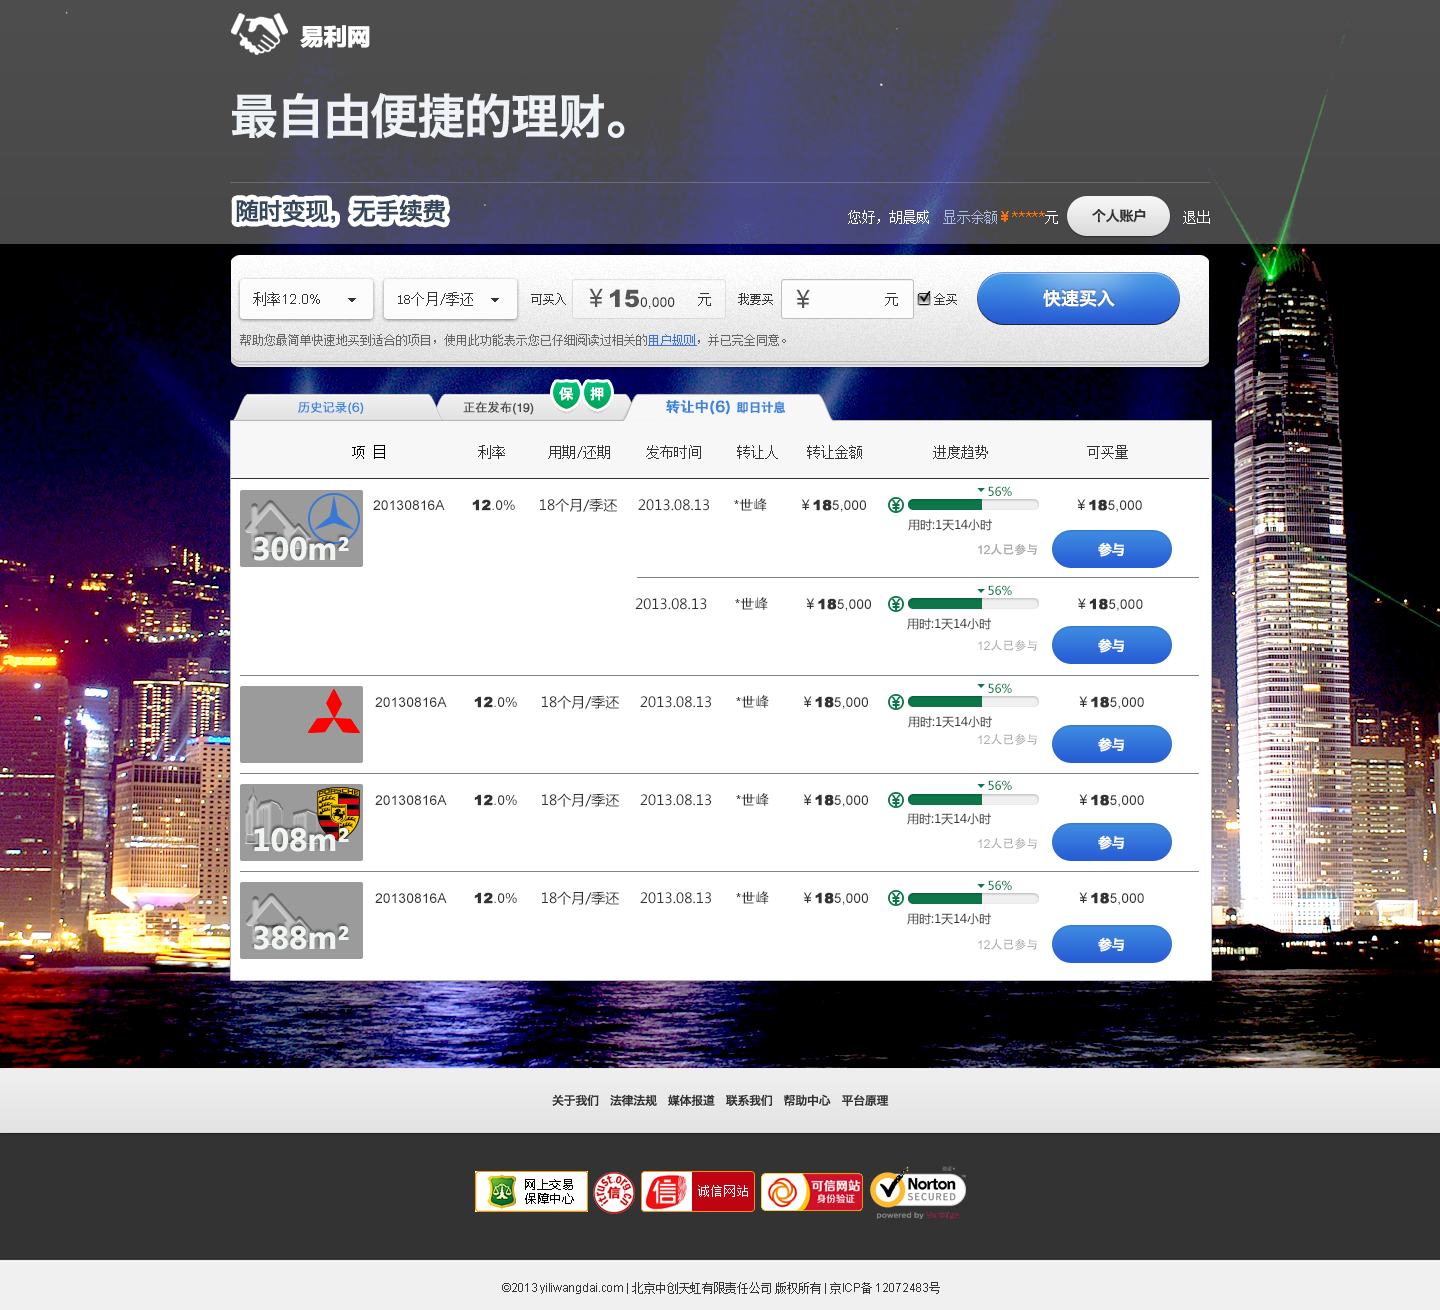 易利网
最自由便捷的理财。
随时变现，无手续费
您好，胡晨威 显示余额￥*****元 个人账户 退出
利率12.0% 18个月/季还 可买入 ￥150,000 元 我要买 ￥ 元 全买 快速买入
帮助您最简单快速地买到适合的项目，使用此功能表示您已仔细阅读过相关的用户规则，并已完全同意。
历史记录(6) 正在发布(19) 保 押 转让中(6) 即日计息
项 目 利率 用期/还期 发布时间 转让人 转让金额 进度趋势 可买量
56%
300m² 20130816A 12.0% 18个月/季还 2013.08.13 *世峰 ￥185,000 ￥185,000
用时:1天14小时
12人已参与 参与
56%
2013.08.13 *世峰 ￥185,000 ￥185,000
用时:1天14小时
12人已参与 参与
56%
20130816A 12.0% 18个月/季还 2013.08.13 *世峰 ￥185,000 ￥185,000
用时:1天14小时
12人已参与 参与
56%
PORSCHE
108m² 20130816A 12.0% 18个月/季还 2013.08.13 *世峰 ￥185,000 ￥185,000
用时:1天14小时
12人已参与 参与
56%
388m² 20130816A 12.0% 18个月/季还 2013.08.13 *世峰 ￥185,000 ￥185,000
用时:1天14小时
12人已参与 参与
关于我们 法律法规 媒体报道 联系我们 帮助中心 平台原理
网上交易
保障中心
itrust.org.cn
信
信 诚信网站
可信网站
身份验证
Norton
SECURED
powered by
©2013 yiliwangdai.com | 北京中创天虹有限责任公司 版权所有 | 京ICP备 12072483号